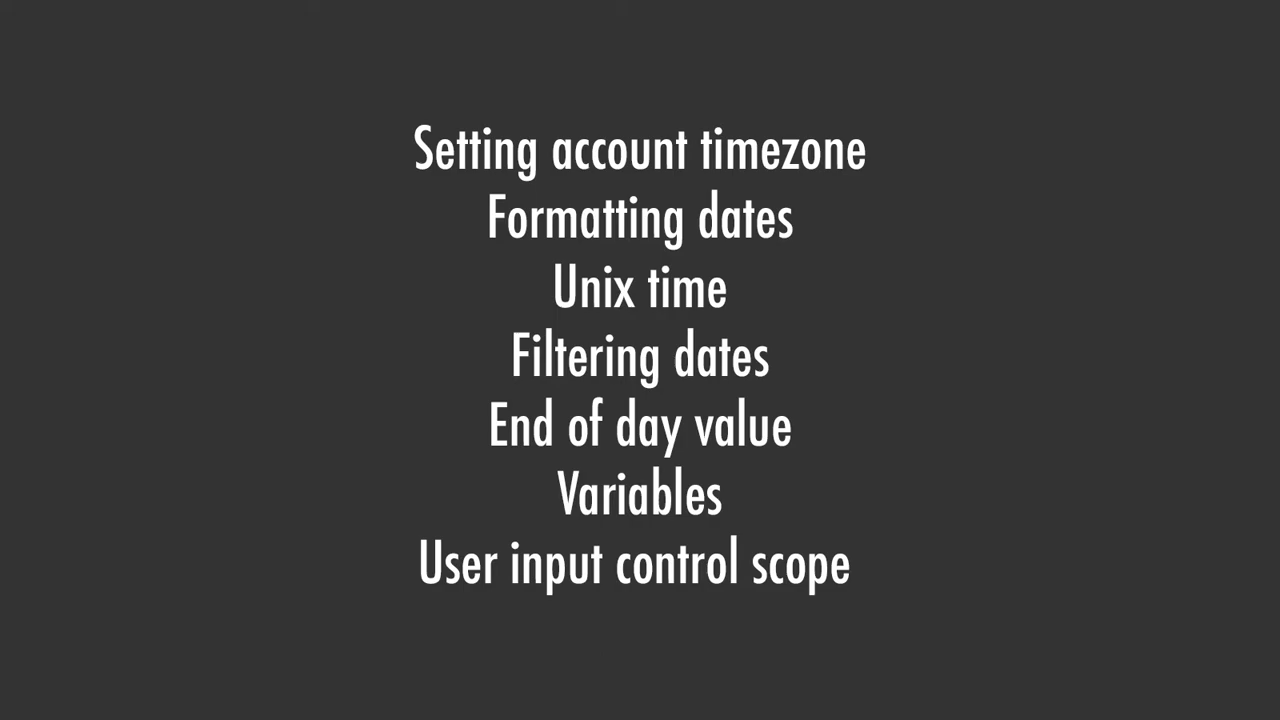 Setting account timezone
Formatting dates
Unix time
Filtering dates
End of day value
Variables
User input control scope